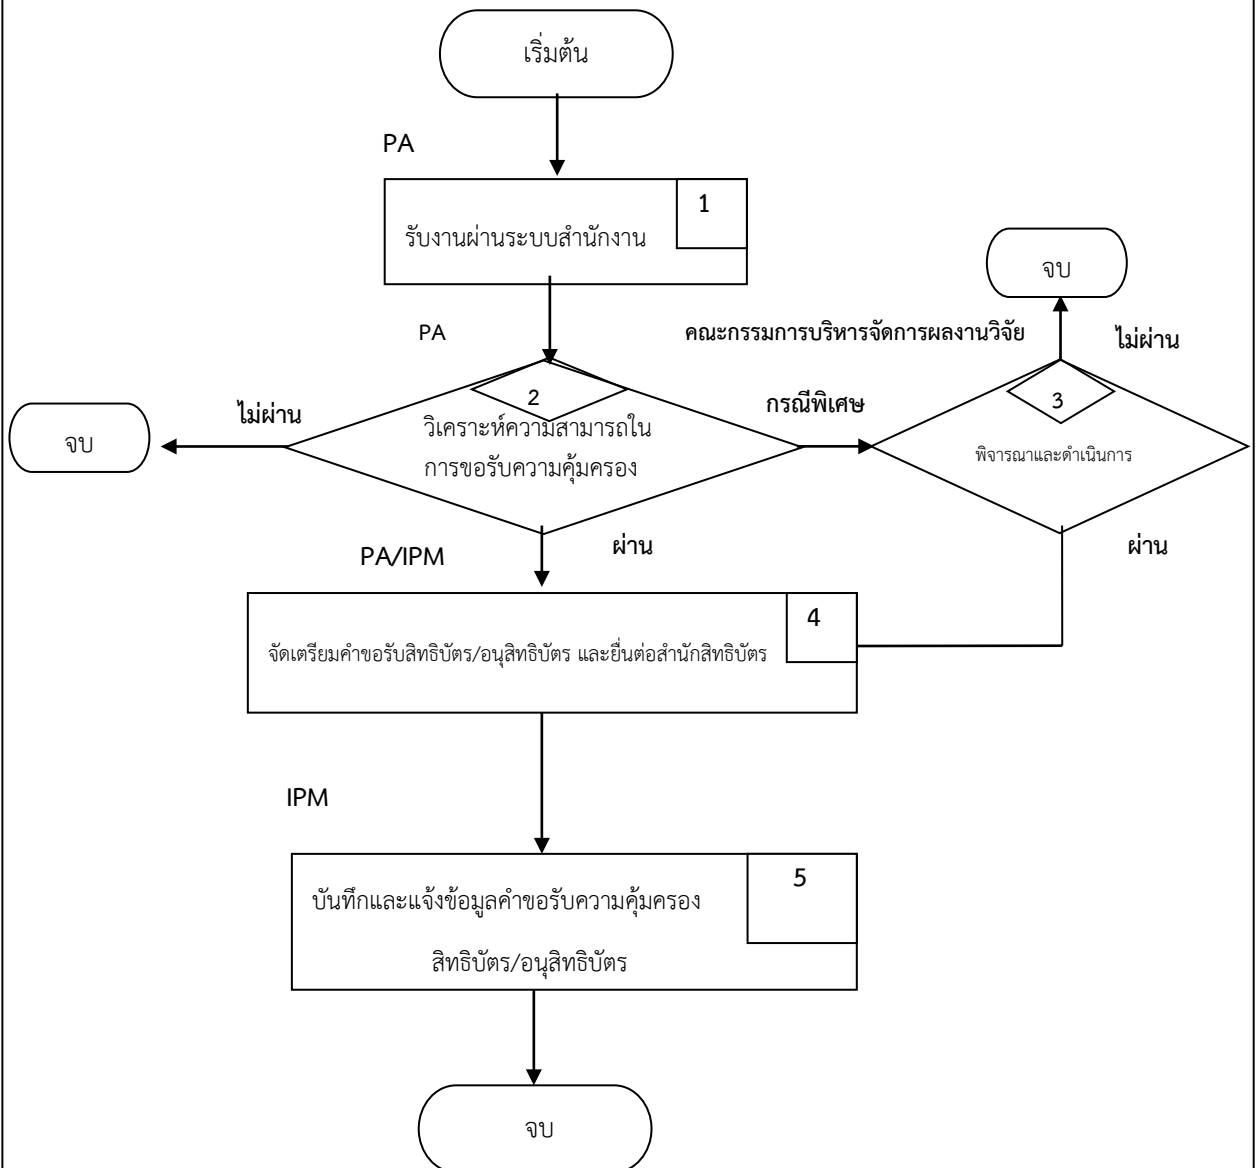 เริ่มต้น
PA
1
รับงานผ่านระบบสำนักงาน
จบ
PA
คณะกรรมการบริหารจัดการผลงานวิจัย
ไม่ผ่าน
2
3
ไม่ผ่าน
กรณีพิเศษ
จบ
วิเคราะห์ความสามารถใน
การขอรับความคุ้มครอง
พิจารณาและดำเนินการ
PA/IPM
ผ่าน
ผ่าน
4
จัดเตรียมคำขอรับสิทธิบัตร/อนุสิทธิบัตร และยื่นต่อสำนักสิทธิบัตร
IPM
5
บันทึกและแจ้งข้อมูลคำขอรับความคุ้มครอง
สิทธิบัตร/อนุสิทธิบัตร
จบ